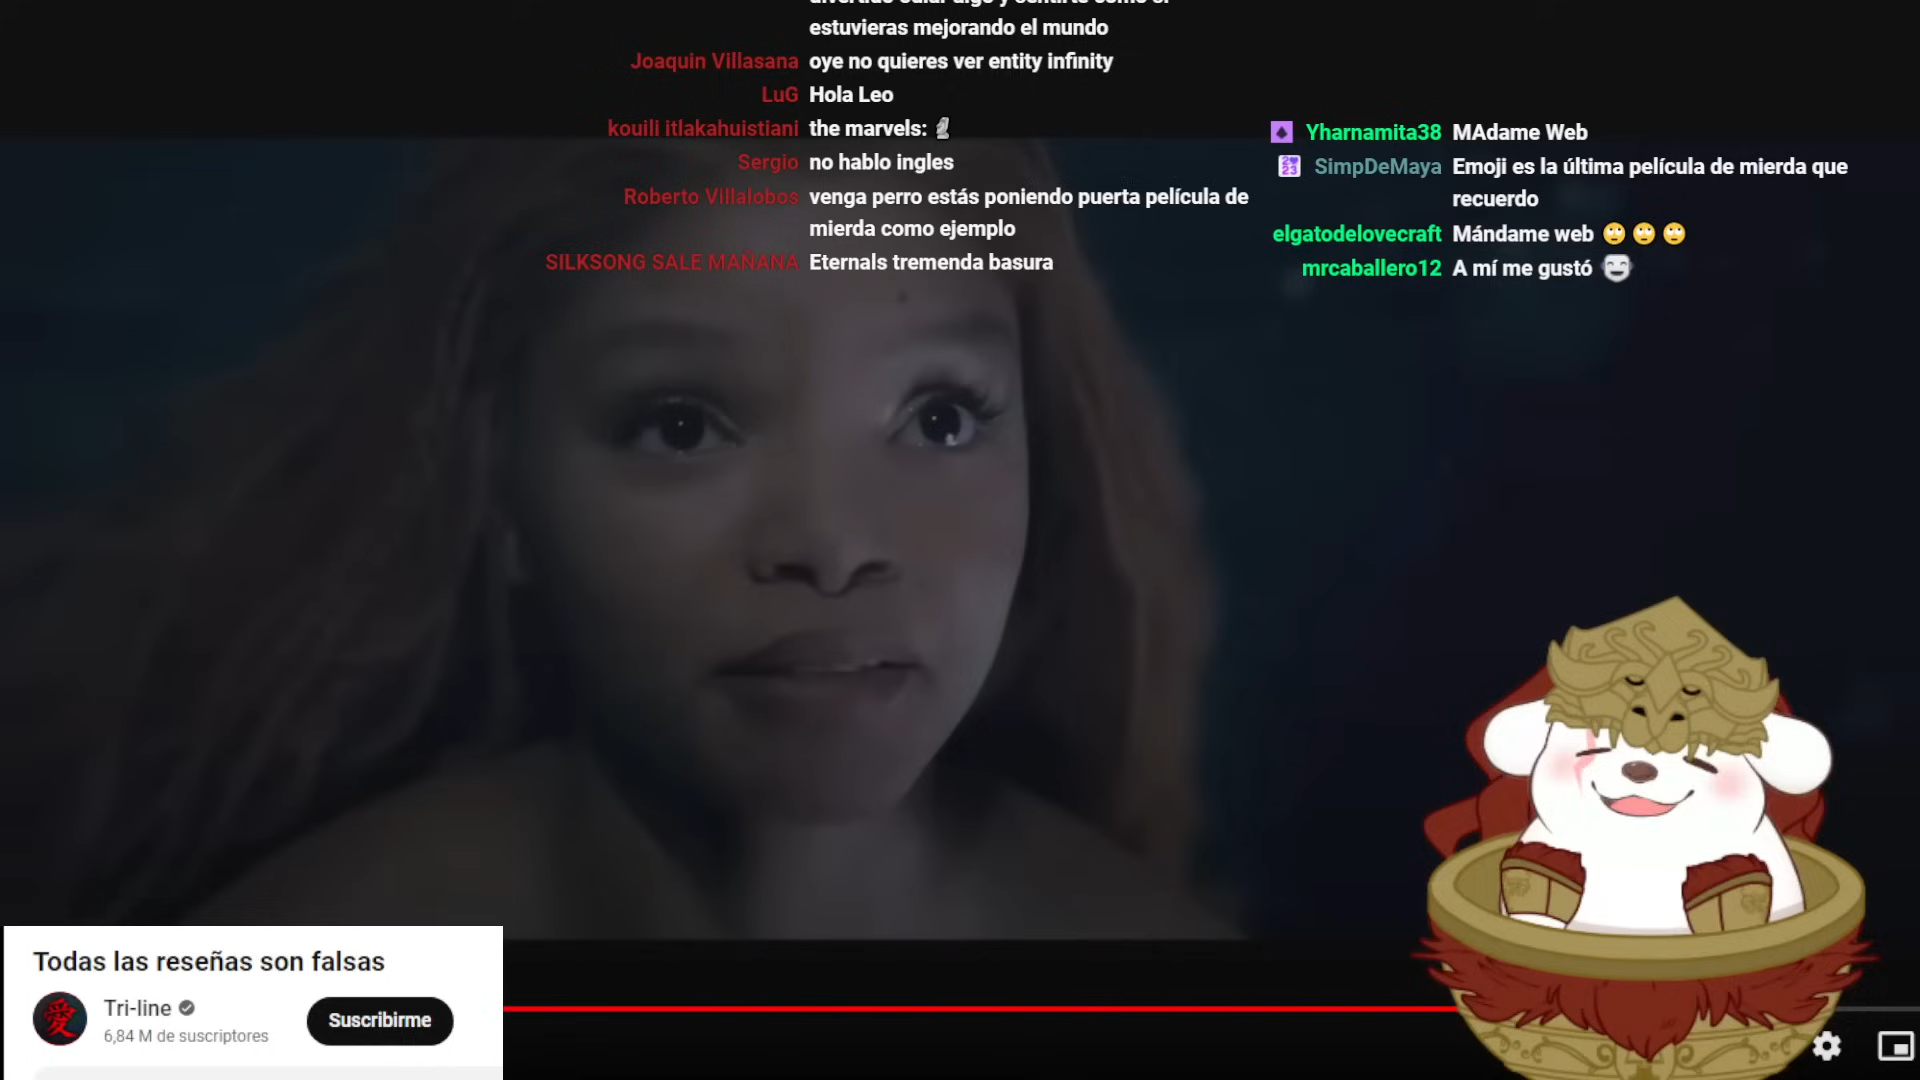 estuvieras mejorando el mundo
Joaquin Villasana oye no quieres ver entity infinity
LuG Hola Leo
kouili itlakahuistiani the marvels: 🗿
Sergio no hablo ingles
Roberto Villalobos venga perro estás poniendo puerta película de
mierda como ejemplo
SILKSONG SALE MAÑANA Eternals tremenda basura
Yharnamita38 MAdame Web
SimpDeMaya Emoji es la última película de mierda que
recuerdo
elgatodelovecraft Mándame web 🙄 🙄 🙄
mrcaballero12 A mí me gustó
Todas las reseñas son falsas
愛
Tri-line
6,84 M de suscriptores
Suscribirme